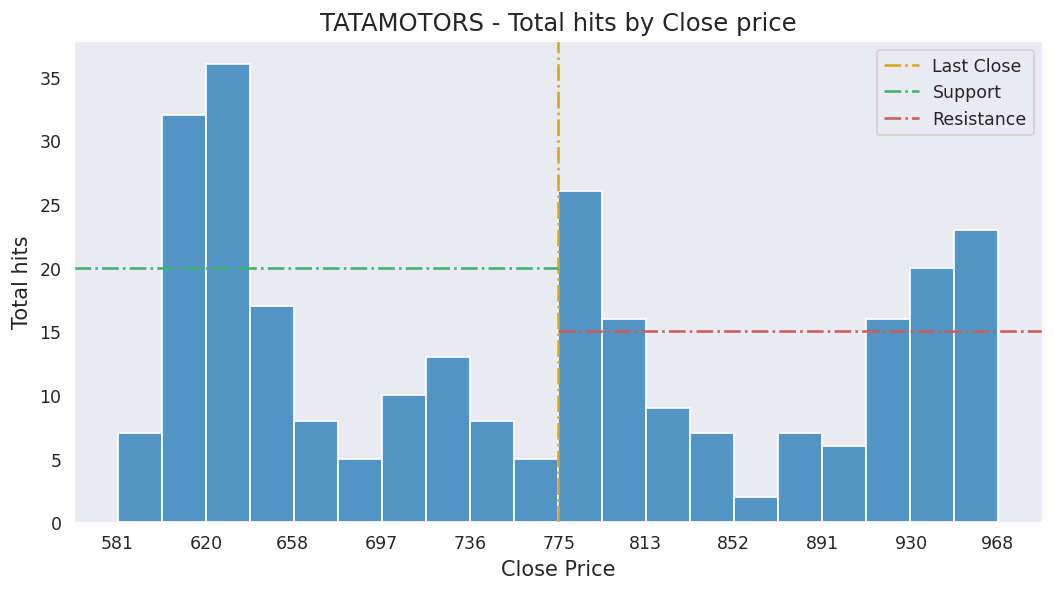 TATAMOTORS - Total hits by Close price
Last Close
Support
Resistance
Total hits
35
30
25
20
15
10
5
0
581 620 658 697 736 775 813 852 891 930 968
Close Price